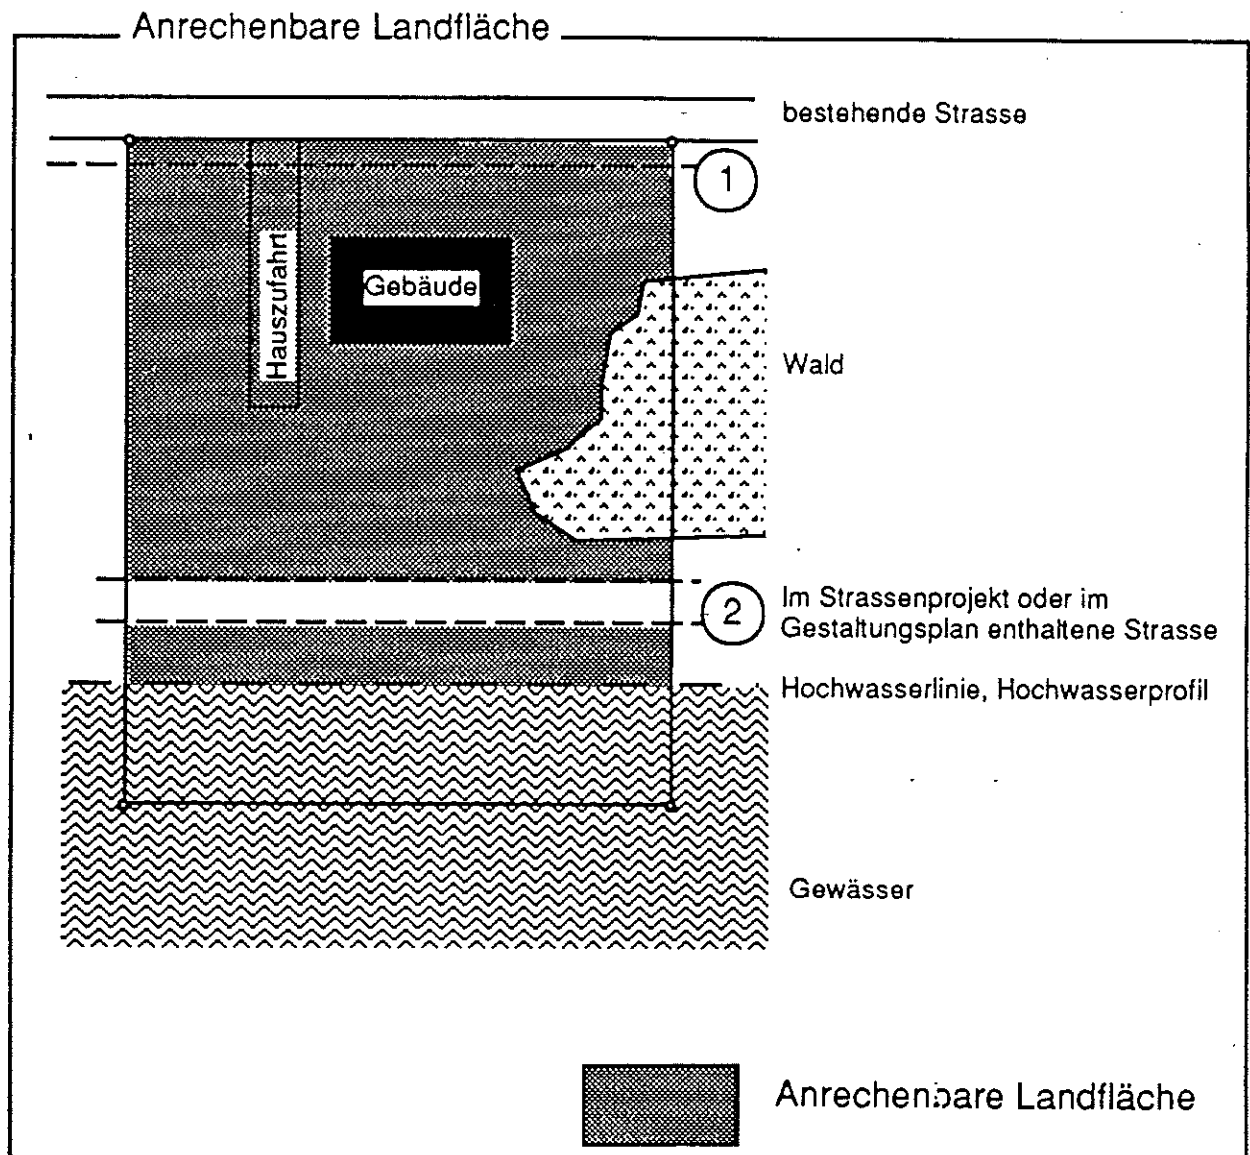 Anrechenbare Landfläche
bestehende Strasse
1
Hauszufahrt
Gebäude
Wald
2
Im Strassenprojekt oder im
Gestaltungsplan enthaltene Strasse
Hochwasserlinie, Hochwasserprofil
Gewässer
Anrechenbare Landfläche